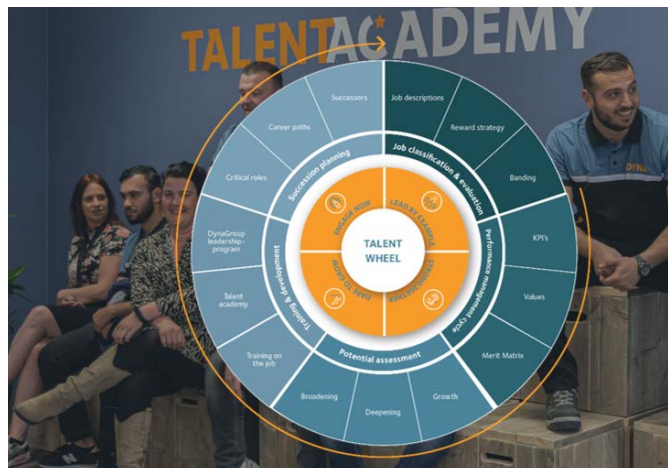 TALENTACADEMY
Successors
Job descriptions
Career paths
Reward strategy
Critical roles
Banding
Succession planning
Job classification & evaluation
DynaGroup
leadership-
program
KPI's
ENGAGE NOW
LEAD BY EXAMPLE
TALENT
WHEEL
Training & development
Performance management cycle
Talent
academy
Values
DARE TO GROW
Training on
the job
Merit Matrix
Potential assessment
Broadening
Deepening
Growth
DYNA